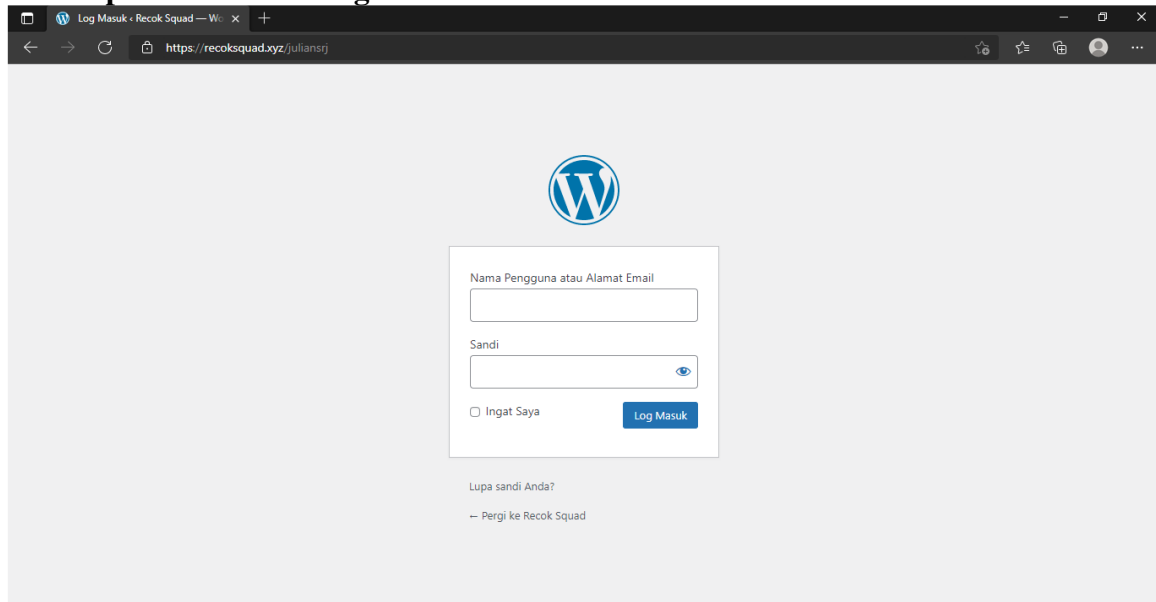 Log Masuk ‹ Recok Squad — Wo
https://recoksquad.xyz/juliansrj
Nama Pengguna atau Alamat Email
Sandi
Ingat Saya
Log Masuk
Lupa sandi Anda?
← Pergi ke Recok Squad